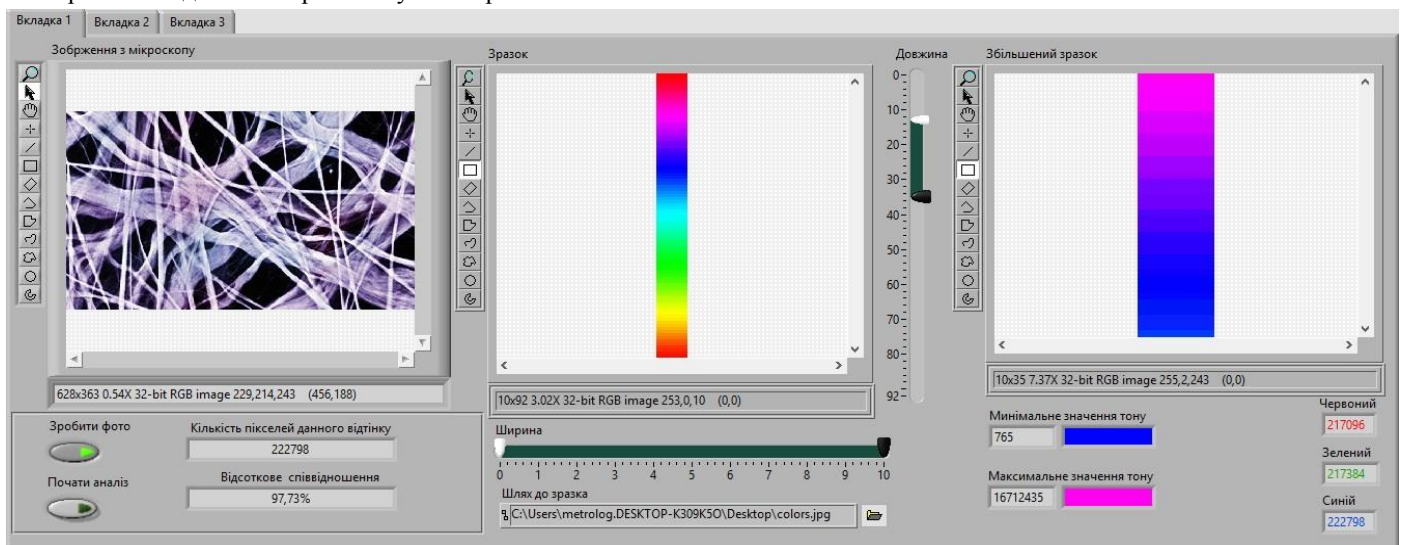 Вкладка 1 Вкладка 2 Вкладка 3
Зобрження з мікроскопу
628x363 0.54X 32-bit RGB image 229,214,243 (456,188)
Зробити фото
Почати аналіз
Кількість пікселей данного відтінку
222798
Відсоткове співвідношення
97,73%
Зразок
10x92 3.02X 32-bit RGB image 253,0,10 (0,0)
Ширина
0 1 2 3 4 5 6 7 8 9 10
Шлях до зразка
C:\Users\metrolog.DESKTOP-K309K5O\Desktop\colors.jpg
Довжина
0
10
20
30
40
50
60
70
80
92
Збільшений зразок
10x35 7.37X 32-bit RGB image 255,2,243 (0,0)
Минімальне значення тону
765
Максимальне значення тону
16712435
Червоний
217096
Зелений
217384
Синій
222798